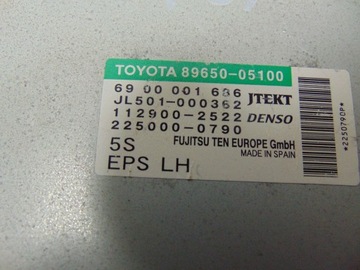 TOYOTA 89650-05100
69 00 001 686
JL501-000362 JTEKT
112900-2522 DENSO
225000-0790
5S FUJITSU TEN EUROPE GmbH
MADE IN SPAIN
EPS LH
*2250790P*